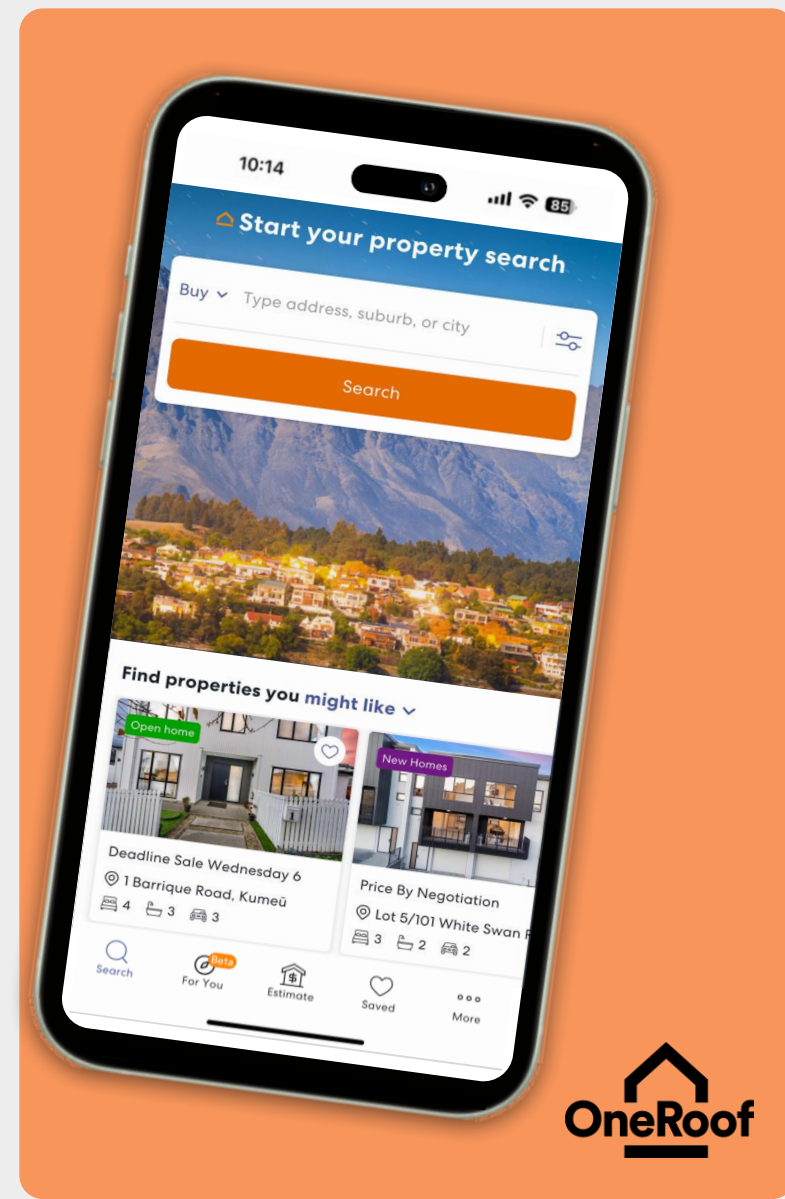 10:14
85
Start your property search
Buy
Type address, suburb, or city
Search
Find properties you might like
Open home
New Homes
Deadline Sale Wednesday 6
1 Barrique Road, Kumeū
4 3 3
Price By Negotiation
Lot 5/101 White Swan
3 2 2
Search
For You
Beta
Estimate
Saved
More
OneRoof